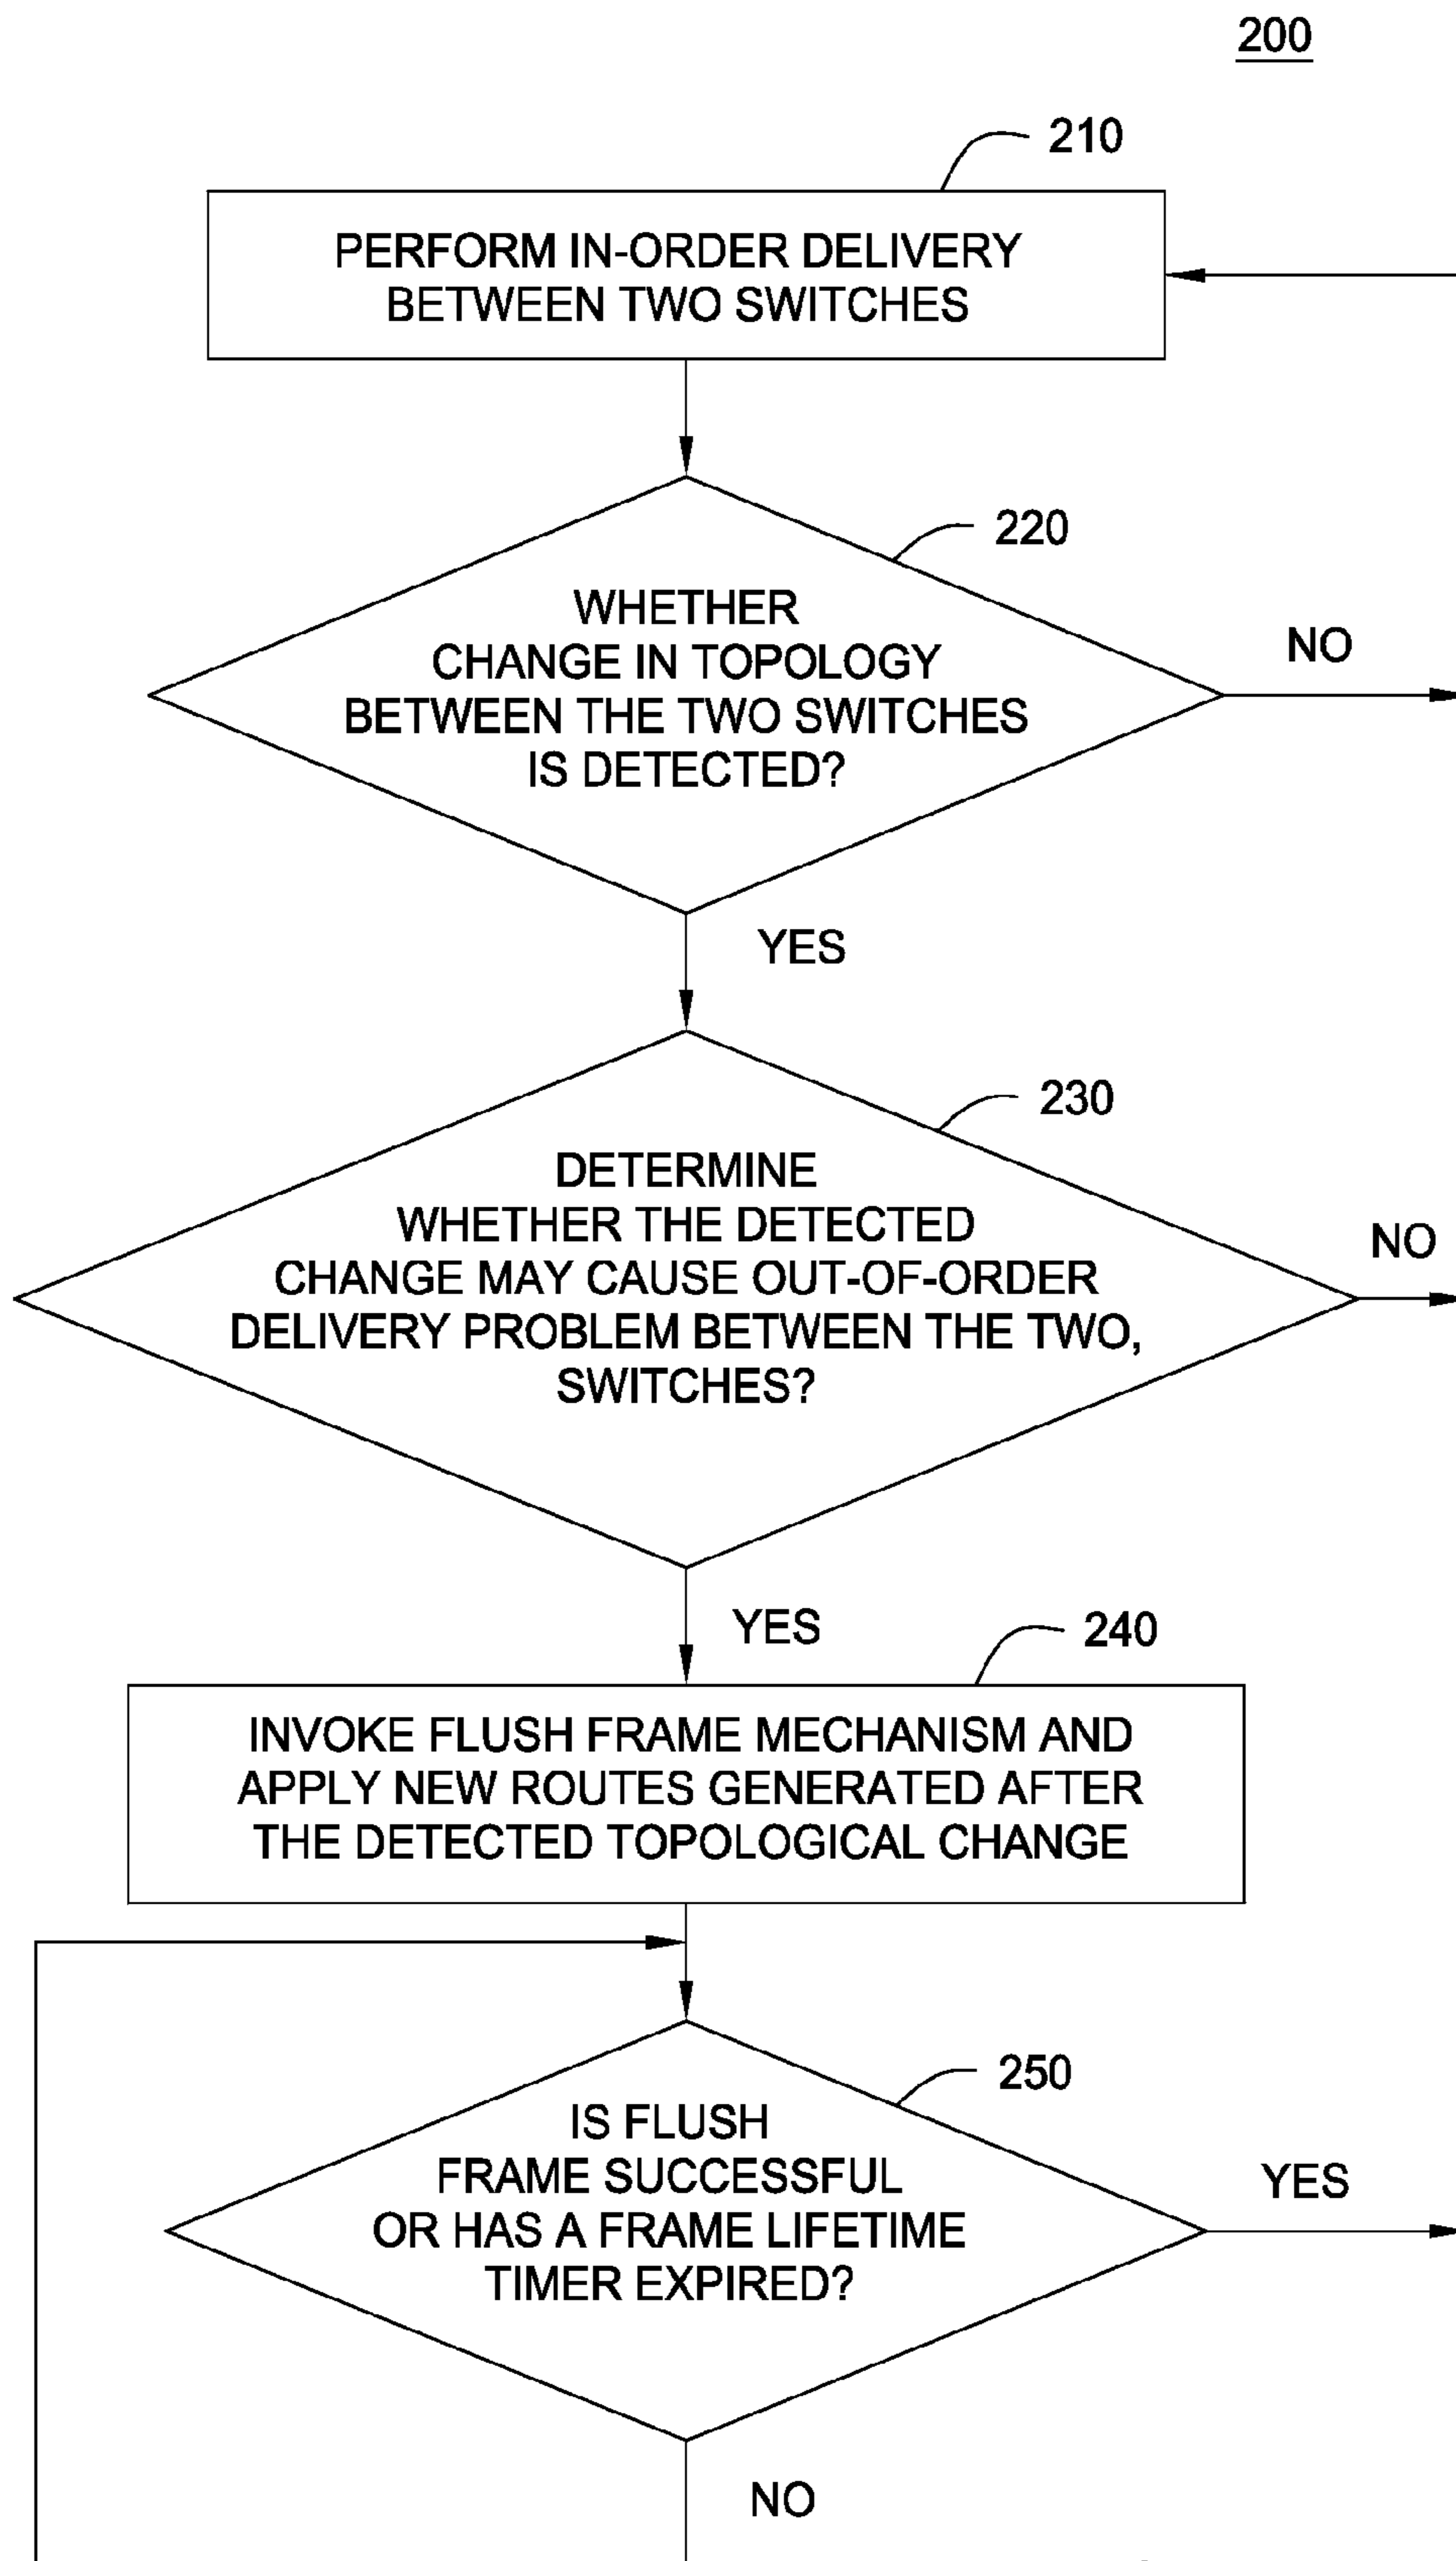 200
210
PERFORM IN-ORDER DELIVERY
BETWEEN TWO SWITCHES
220
WHETHER
CHANGE IN TOPOLOGY
BETWEEN THE TWO SWITCHES
IS DETECTED?
NO
YES
230
DETERMINE
WHETHER THE DETECTED
CHANGE MAY CAUSE OUT-OF-ORDER
DELIVERY PROBLEM BETWEEN THE TWO,
SWITCHES?
NO
YES
240
INVOKE FLUSH FRAME MECHANISM AND
APPLY NEW ROUTES GENERATED AFTER
THE DETECTED TOPOLOGICAL CHANGE
250
IS FLUSH
FRAME SUCCESSFUL
OR HAS A FRAME LIFETIME
TIMER EXPIRED?
YES
NO